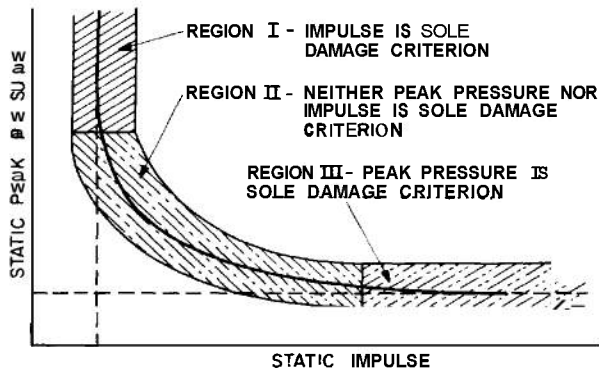 REGION I - IMPULSE IS SOLE
DAMAGE CRITERION
REGION II - NEITHER PEAK PRESSURE NOR
IMPULSE IS SOLE DAMAGE
CRITERION
REGION III - PEAK PRESSURE IS
SOLE DAMAGE CRITERION
STATIC
STATIC IMPULSE